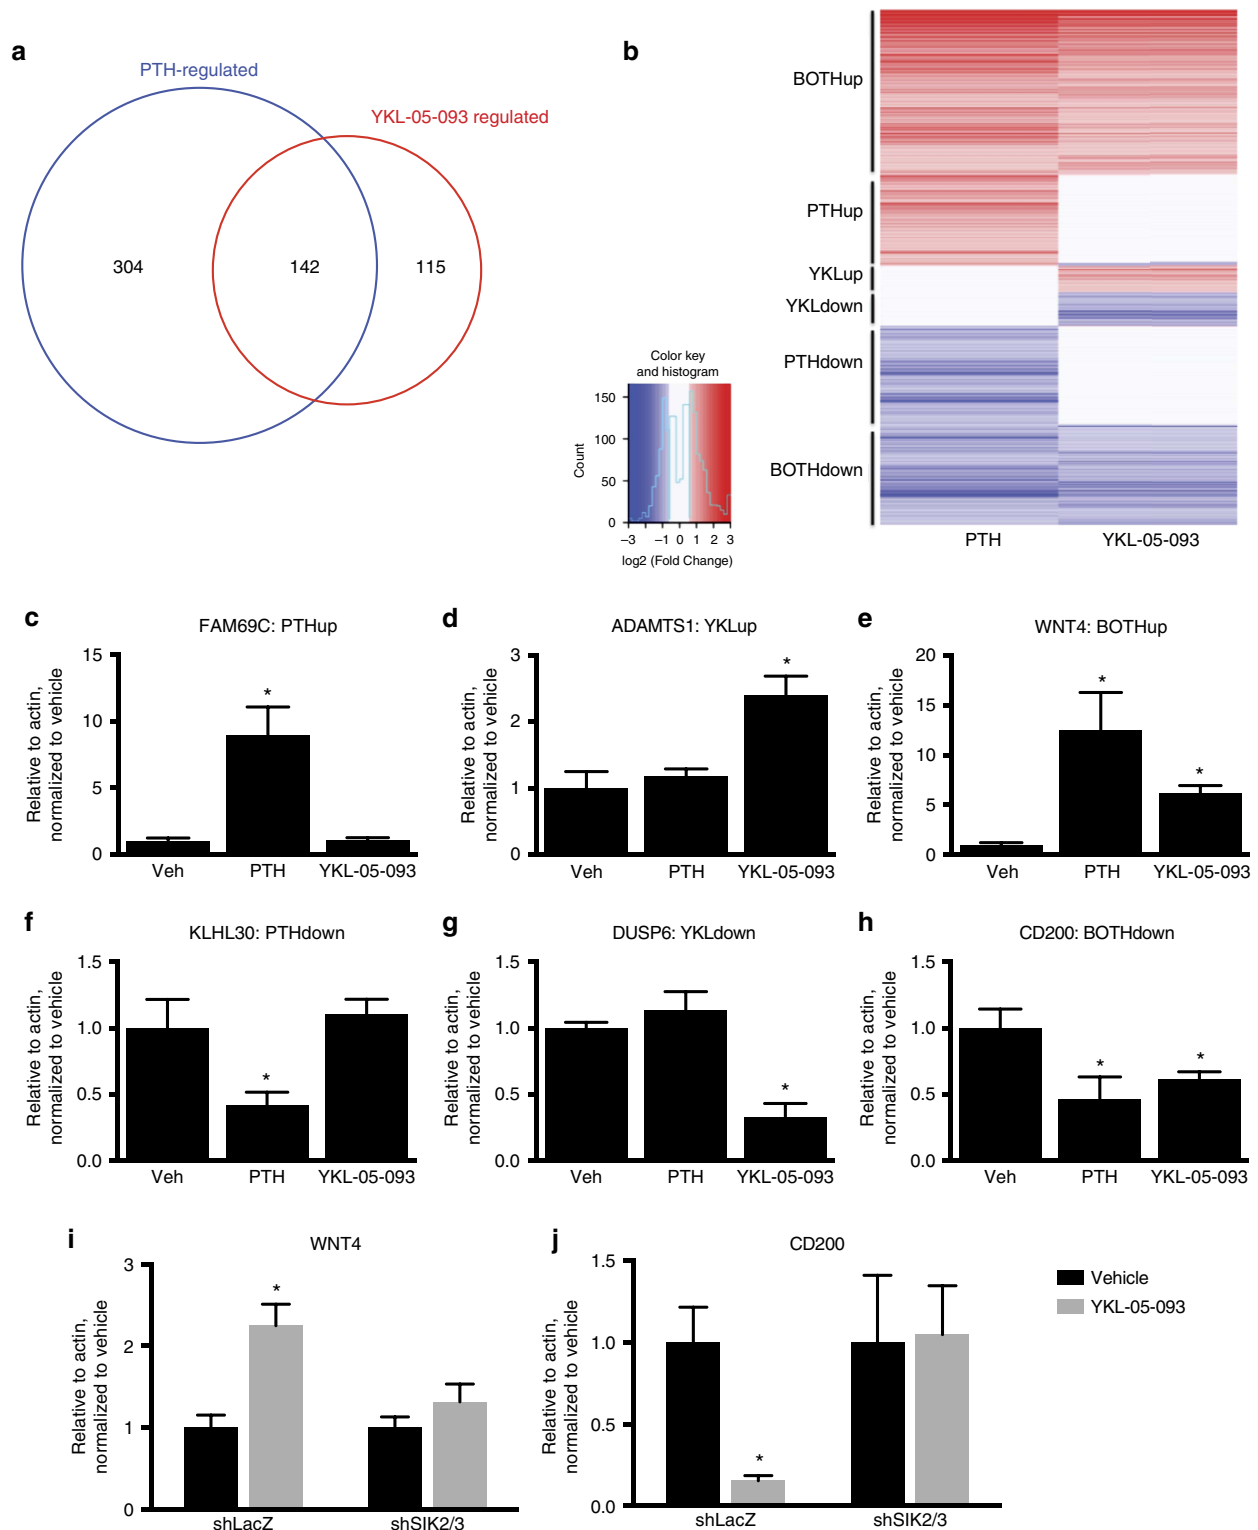 a
PTH-regulated
YKL-05-093 regulated
304
142
115
b
BOTHup
PTHup
YKLup
YKLdown
PTHdown
BOTHdown
PTH
YKL-05-093
Color key
and histogram
150
100
50
0
Count
−3
−1
0
1
3
log2 (Fold Change)
c
FAM69C: PTHup
Relative to actin,
normalized to vehicle
15
10
5
0
*
Veh
PTH
YKL-05-093
d
ADAMTS1: YKLup
Relative to actin,
normalized to vehicle
3
2
1
0
*
Veh
PTH
YKL-05-093
e
WNT4: BOTHup
Relative to actin,
normalized to vehicle
20
15
10
5
0
*
*
Veh
PTH
YKL-05-093
f
KLHL30: PTHdown
Relative to actin,
normalized to vehicle
1.5
1.0
0.5
0.0
*
Veh
PTH
YKL-05-093
g
DUSP6: YKLdown
Relative to actin,
normalized to vehicle
1.5
1.0
0.5
0.0
*
Veh
PTH
YKL-05-093
h
CD200: BOTHdown
Relative to actin,
normalized to vehicle
1.5
1.0
0.5
0.0
*
*
Veh
PTH
YKL-05-093
i
WNT4
Relative to actin,
normalized to vehicle
3
2
1
0
*
shLacZ
shSIK2/3
j
CD200
Relative to actin,
normalized to vehicle
1.5
1.0
0.5
0.0
*
shLacZ
shSIK2/3
Vehicle
YKL-05-093